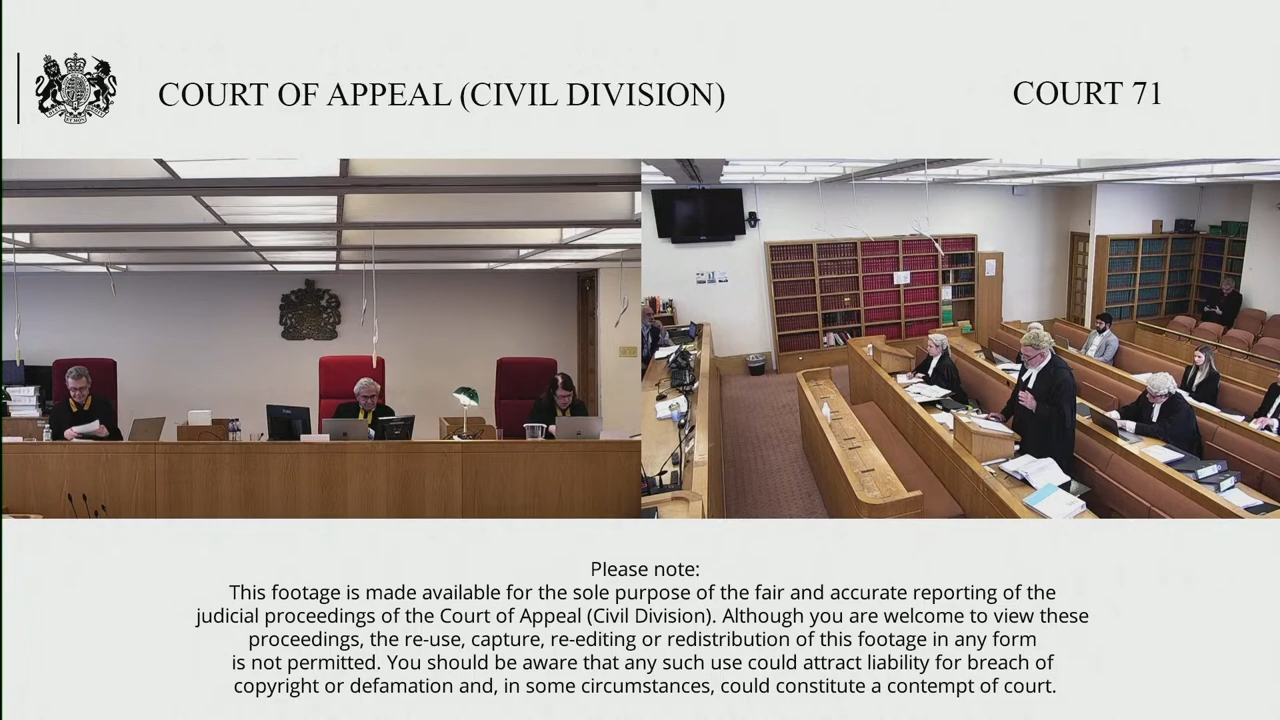 COURT OF APPEAL (CIVIL DIVISION)
COURT 71
Please note:
This footage is made available for the sole purpose of the fair and accurate reporting of the
judicial proceedings of the Court of Appeal (Civil Division). Although you are welcome to view these
proceedings, the re-use, capture, re-editing or redistribution of this footage in any form
is not permitted. You should be aware that any such use could attract liability for breach of
copyright or defamation and, in some circumstances, could constitute a contempt of court.